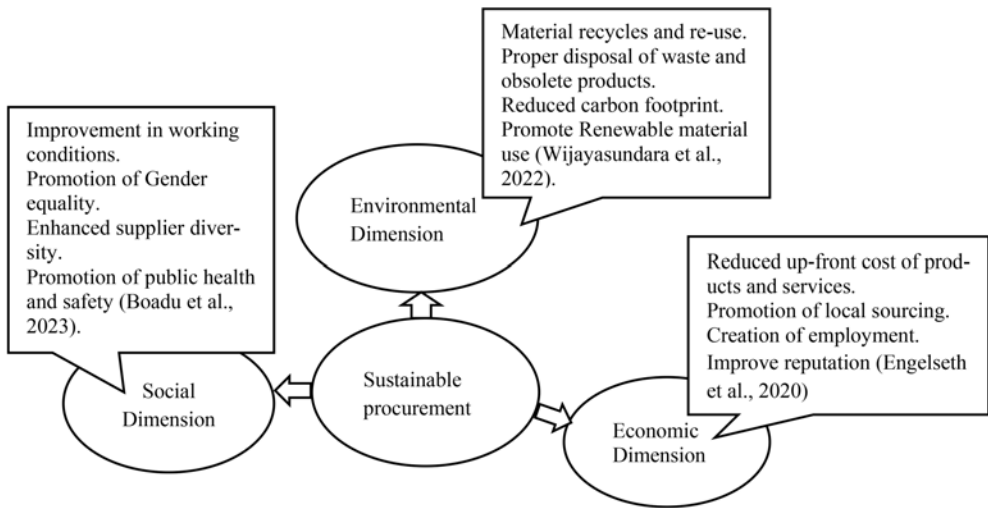 Material recycles and re-use.
Proper disposal of waste and
obsolete products.
Reduced carbon footprint.
Promote Renewable material
use (Wijayasundara et al.,
2022).
Improvement in working
conditions.
Promotion of Gender
equality.
Enhanced supplier diver-
sity.
Promotion of public health
and safety (Boadu et al.,
2023).
Environmental
Dimension
Reduced up-front cost of prod-
ucts and services.
Promotion of local sourcing.
Creation of employment.
Improve reputation (Engelseth
et al., 2020)
Social
Dimension
Sustainable
procurement
Economic
Dimension